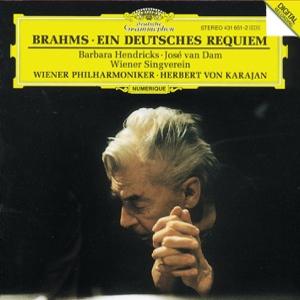 Deutsche
Grammophon
STEREO 431 651-2
DIGITAL
BRAHMS · EIN DEUTSCHES REQUIEM
Barbara Hendricks · José van Dam
Wiener Singverein
WIENER PHILHARMONIKER · HERBERT VON KARAJAN
NUMERIQUE